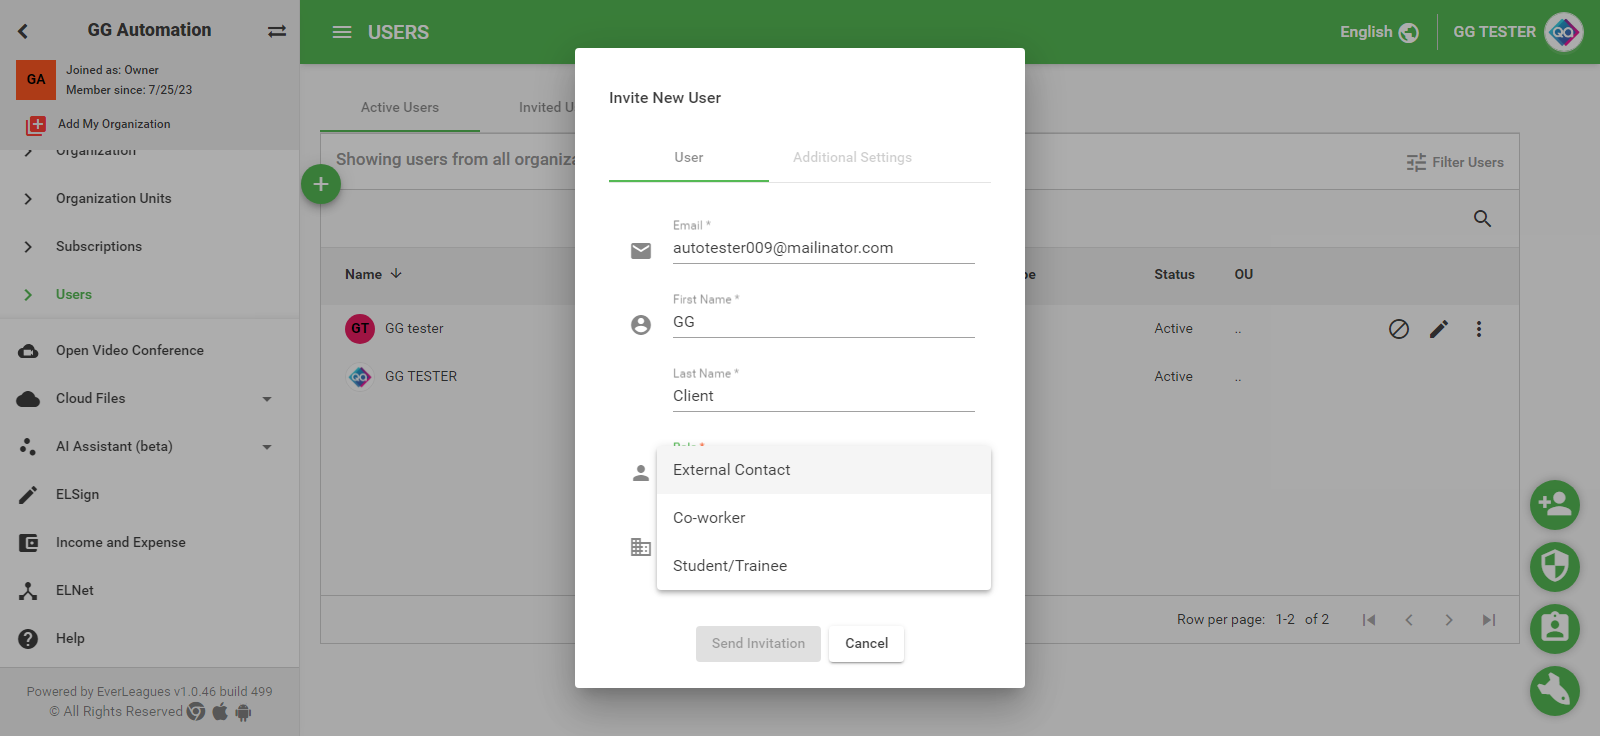 GG Automation
GA
Joined as: Owner
Member since: 7/25/23
Add My Organization
Organization
Organization Units
Subscriptions
Users
Open Video Conference
Cloud Files
AI Assistant (beta)
ELSign
Income and Expense
ELNet
Help
Powered by EverLeagues v1.0.46 build 499
© All Rights Reserved
USERS
English
GG TESTER
QA
Active Users
Invited U
Showing users from all organiza
Filter Users
Name
pe
Status
OU
GT
GG tester
Active
..
QA
GG TESTER
Active
..
Row per page:
1-2 of 2
Invite New User
User
Additional Settings
Email *
autotester009@mailinator.com
First Name *
GG
Last Name *
Client
Role *
External Contact
Co-worker
Student/Trainee
Send Invitation
Cancel